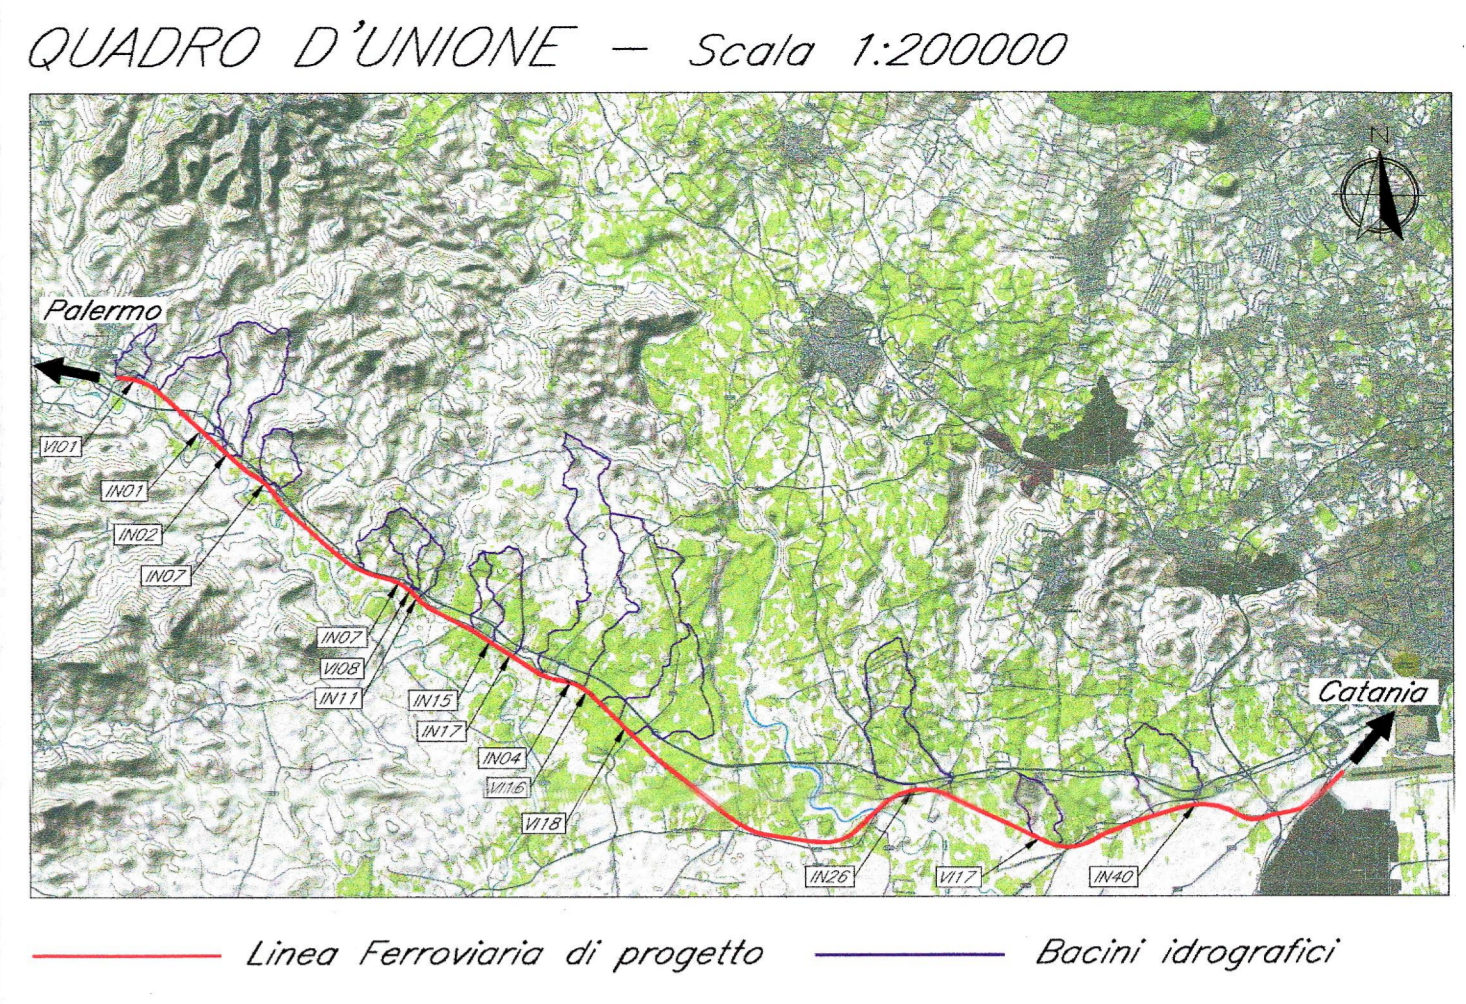 QUADRO D'UNIONE – Scala 1:200000
N
Palermo
VI01
IN01
IN02
IN07
IN07
VI08
IN11
IN15
IN17
IN04
VI16
VI18
IN26
VI17
IN40
Catania
Linea Ferroviaria di progetto
Bacini idrografici